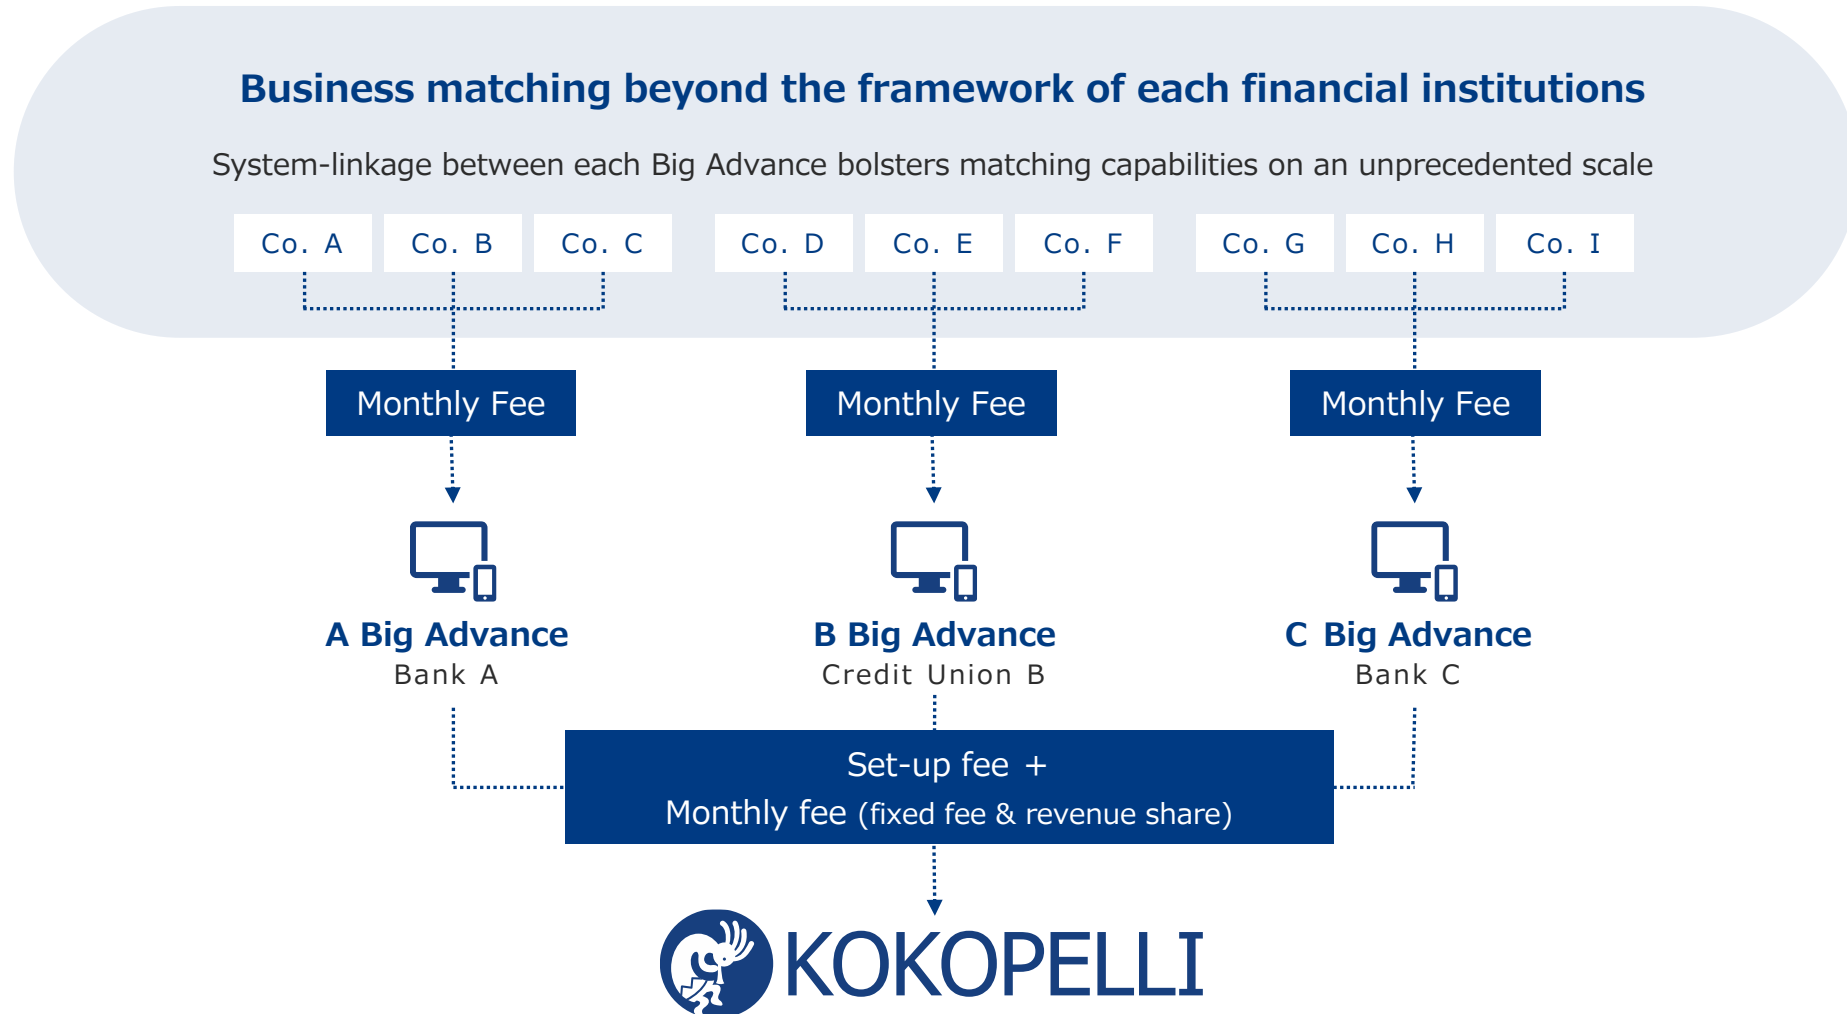 Business matching beyond the framework of each financial institutions
System-linkage between each Big Advance bolsters matching capabilities on an unprecedented scale
Co. A
Co. B
Co. C
Co. D
Co. E
Co. F
Co. G
Co. H
Co. I
Monthly Fee
Monthly Fee
Monthly Fee
A Big Advance
Bank A
B Big Advance
Credit Union B
C Big Advance
Bank C
Set-up fee +
Monthly fee (fixed fee & revenue share)
KOKOPELLI